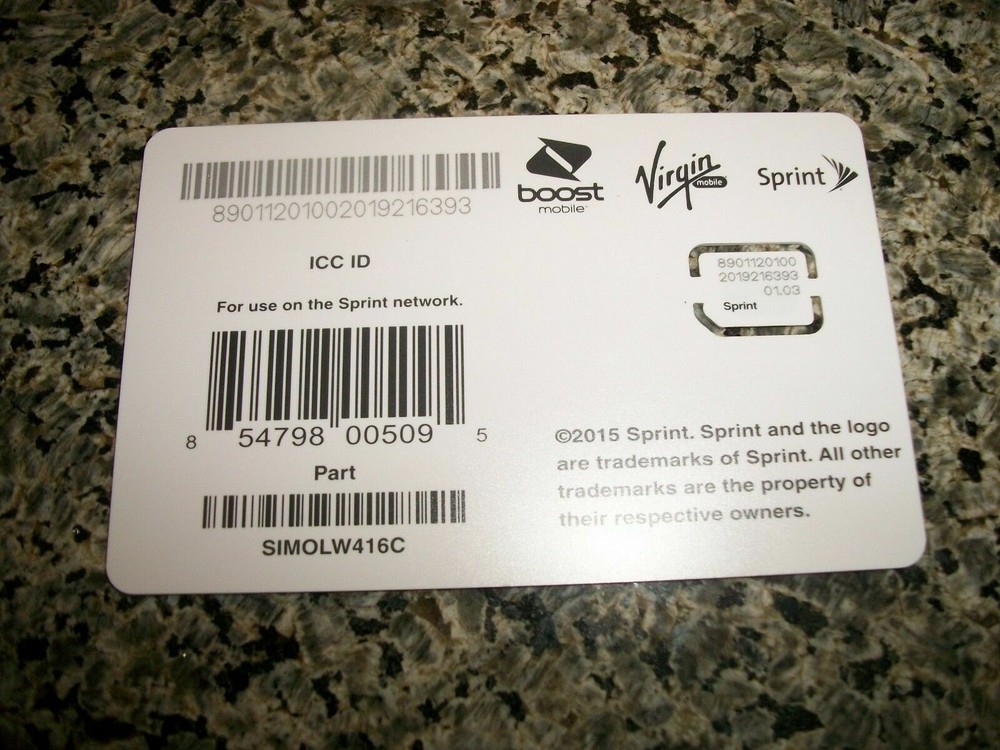 89011201002019216393
boost
mobile™
Virgin
mobile
Sprint
ICC ID
For use on the Sprint network.
8901120100
2019216393
01.03
Sprint
8 54798 00509 5
Part
SIMOLW416C
©2015 Sprint. Sprint and the logo
are trademarks of Sprint. All other
trademarks are the property of
their respective owners.